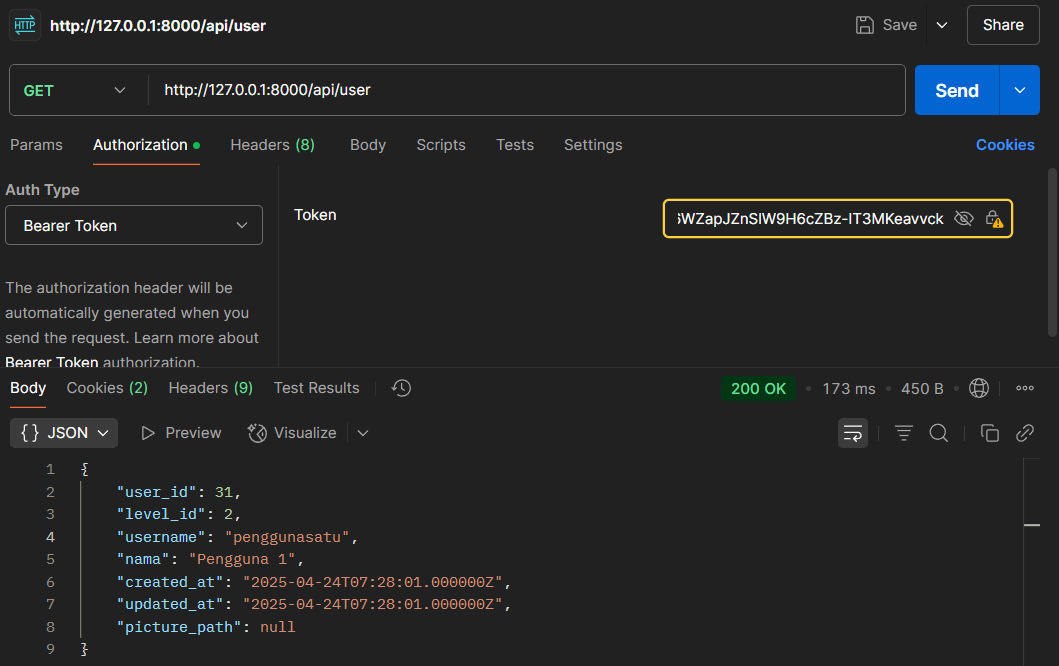 HTTP http://127.0.0.1:8000/api/user Save Share
GET http://127.0.0.1:8000/api/user Send
Params Authorization Headers (8) Body Scripts Tests Settings Cookies
Auth Type
Bearer Token
Token
WZapJZnSlW9H6cZBz-IT3MKeavvck
The authorization header will be
automatically generated when you
send the request. Learn more about
Bearer Token authorization.
Body Cookies (2) Headers (9) Test Results 200 OK • 173 ms • 450 B
{} JSON Preview Visualize
1 {
2 "user_id": 31,
3 "level_id": 2,
4 "username": "penggunasatu",
5 "nama": "Pengguna 1",
6 "created_at": "2025-04-24T07:28:01.000000Z",
7 "updated_at": "2025-04-24T07:28:01.000000Z",
8 "picture_path": null
9 }